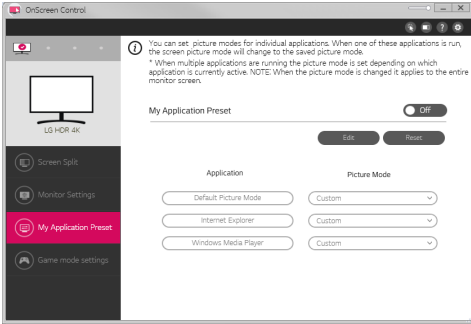 OnScreen Control
You can set picture modes for individual applications. When one of these applications is run,
the screen picture mode will change to the saved picture mode.
* When multiple applications are running the picture mode is set depending on which
application is currently active. NOTE: When the picture mode is changed it applies to the entire
monitor screen.
LG HDR 4K
My Application Preset
Off
Edit
Reset
Screen Split
Monitor Settings
My Application Preset
Game mode settings
Application
Picture Mode
Default Picture Mode
Custom
Internet Explorer
Custom
Windows Media Player
Custom